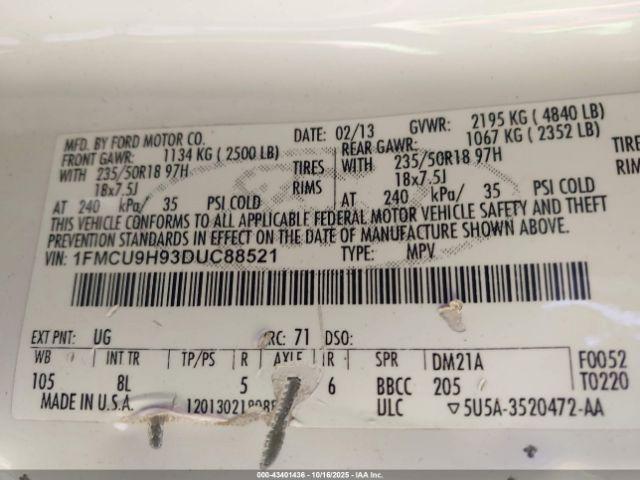 MFD. BY FORD MOTOR CO. DATE: 02/13 GVWR: 2195 KG ( 4840 LB)
FRONT GAWR: 1134 KG ( 2500 LB) REAR GAWR: 1067 KG ( 2352 LB)
WITH 235/50R18 97H TIRES WITH 235/50R18 97H TIRE
18x7.5J RIMS 18x7.5J RIMS
AT 240 kPa/ 35 PSI COLD AT 240 kPa/ 35 PSI COLD
THIS VEHICLE CONFORMS TO ALL APPLICABLE FEDERAL MOTOR VEHICLE SAFETY AND THEFT
PREVENTION STANDARDS IN EFFECT ON THE DATE OF MANUFACTURE SHOWN ABOVE.
VIN: 1FMCU9H93DUC88521 TYPE: MPV
EXT PNT: UG RC: 71 DSO:
WB INT TR TP/PS R AXLE R SPR DM21A F0052
105 8L 5 6 BBCC 205 T0220
MADE IN U.S.A. ULC ▽5U5A-3520472-AA
000-43401436 - 10/16/2025 - COPYRIGHT IAA, LLC.